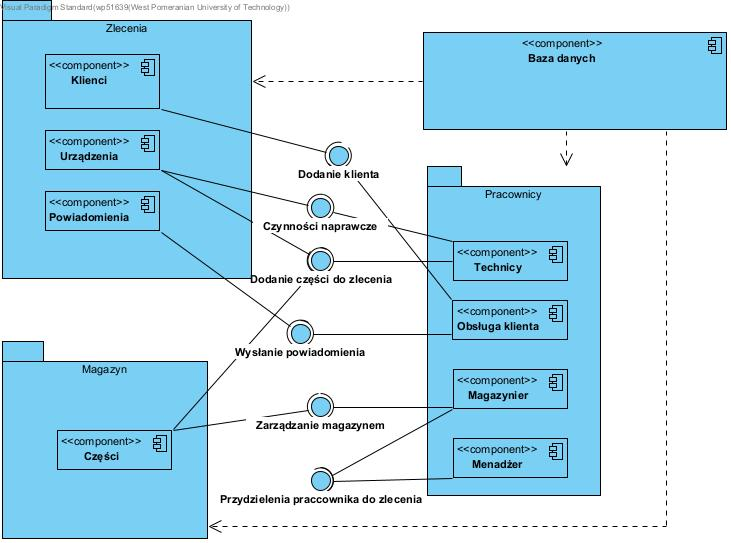 Visual Paradigm Standard(wp51639(West Pomeranian University of Technology))
Zlecenia
<<component>>
Klienci
<<component>>
Urządzenia
<<component>>
Powiadomienia
<<component>>
Baza danych
Dodanie klienta
Czynności naprawcze
Dodanie części do zlecenia
Wysłanie powiadomienia
Zarządzanie magazynem
Przydzielenia praccownika do zlecenia
Pracownicy
<<component>>
Technicy
<<component>>
Obsługa klienta
<<component>>
Magazynier
<<component>>
Menadżer
Magazyn
<<component>>
Części